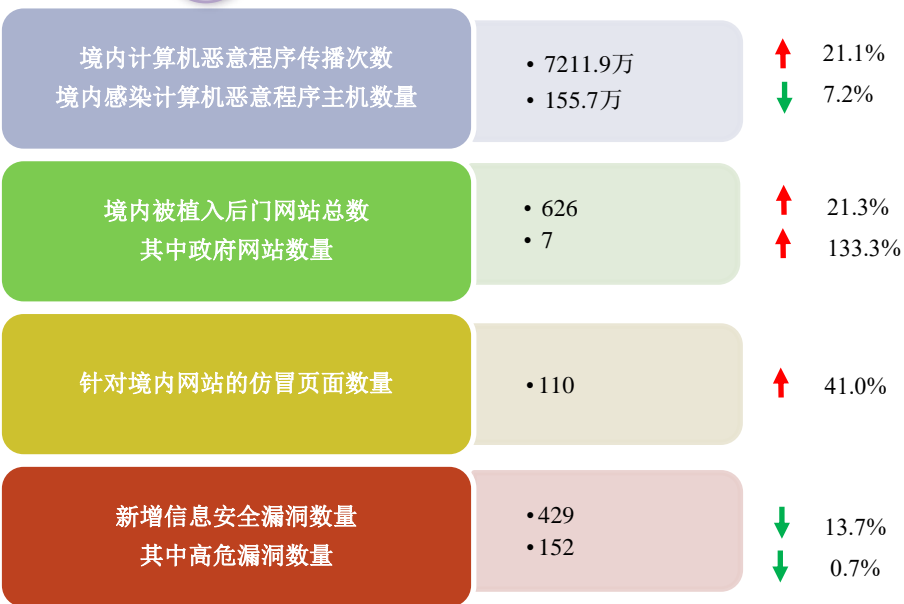 境内计算机恶意程序传播次数
境内感染计算机恶意程序主机数量
• 7211.9万
• 155.7万
21.1%
7.2%
境内被植入后门网站总数
其中政府网站数量
• 626
• 7
21.3%
133.3%
针对境内网站的仿冒页面数量
•110
41.0%
新增信息安全漏洞数量
其中高危漏洞数量
•429
•152
13.7%
0.7%